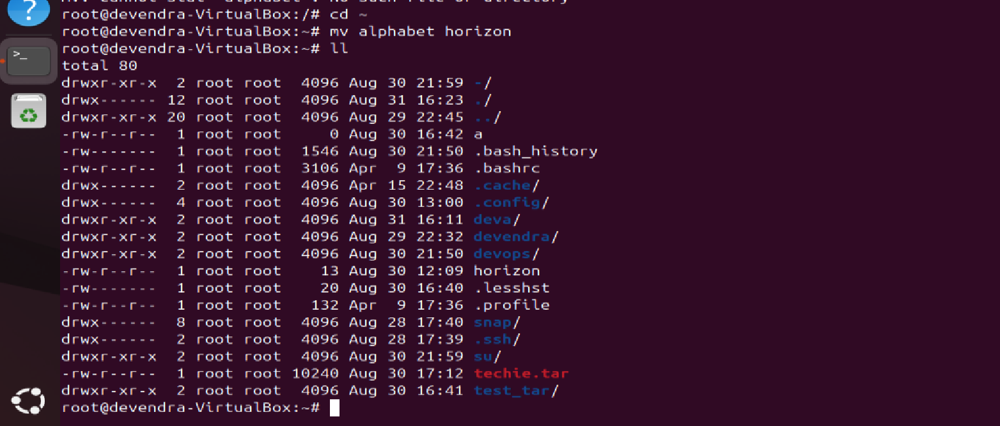 root@devendra-VirtualBox:/# cd ~
root@devendra-VirtualBox:~# mv alphabet horizon
root@devendra-VirtualBox:~# ll
total 80
drwxr-xr-x  2 root root  4096 Aug 30 21:59 -/
drwx------ 12 root root  4096 Aug 31 16:23 ./
drwxr-xr-x 20 root root  4096 Aug 29 22:45 ../
-rw-r--r--  1 root root     0 Aug 30 16:42 a
-rw-------  1 root root  1546 Aug 30 21:50 .bash_history
-rw-r--r--  1 root root  3106 Apr  9 17:36 .bashrc
drwx------  2 root root  4096 Apr 15 22:48 .cache/
drwx------  4 root root  4096 Aug 30 13:00 .config/
drwxr-xr-x  2 root root  4096 Aug 31 16:11 deva/
drwxr-xr-x  2 root root  4096 Aug 29 22:32 devendra/
drwxr-xr-x  2 root root  4096 Aug 30 21:50 devops/
-rw-r--r--  1 root root    13 Aug 30 12:09 horizon
-rw-------  1 root root    20 Aug 30 16:40 .lesshst
-rw-r--r--  1 root root   132 Apr  9 17:36 .profile
drwx------  8 root root  4096 Aug 28 17:40 snap/
drwx------  2 root root  4096 Aug 28 17:39 .ssh/
drwxr-xr-x  2 root root  4096 Aug 30 21:59 su/
-rw-r--r--  1 root root 10240 Aug 30 17:12 techie.tar
drwxr-xr-x  2 root root  4096 Aug 30 16:41 test_tar/
root@devendra-VirtualBox:~#